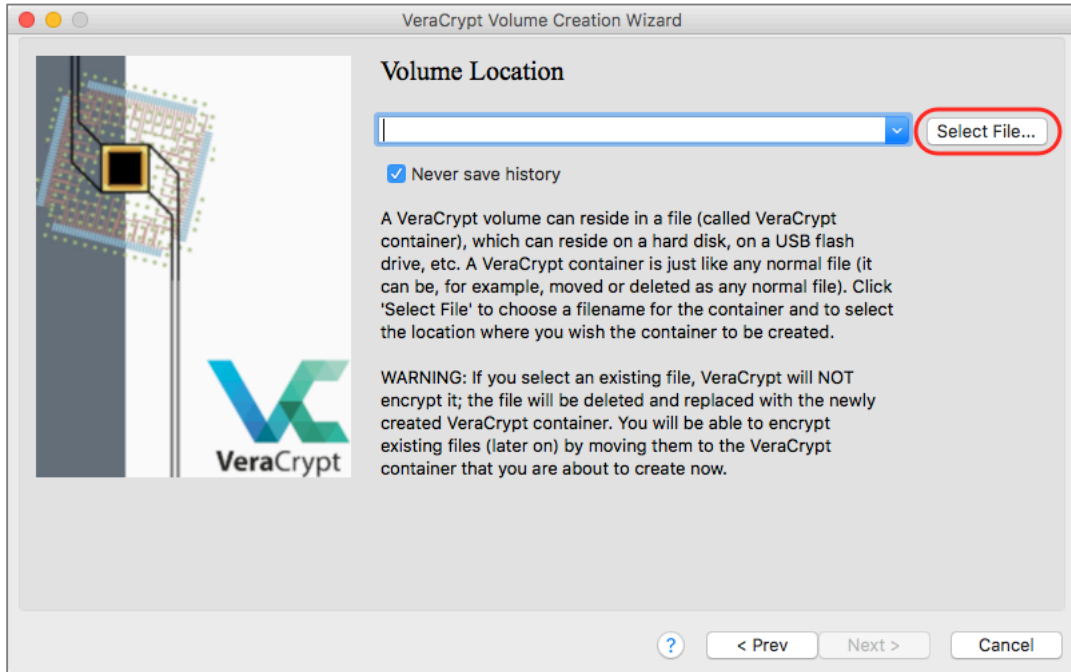 VeraCrypt Volume Creation Wizard
Volume Location
Select File...
Never save history
A VeraCrypt volume can reside in a file (called VeraCrypt
container), which can reside on a hard disk, on a USB flash
drive, etc. A VeraCrypt container is just like any normal file (it
can be, for example, moved or deleted as any normal file). Click
'Select File' to choose a filename for the container and to select
the location where you wish the container to be created.
WARNING: If you select an existing file, VeraCrypt will NOT
encrypt it; the file will be deleted and replaced with the newly
created VeraCrypt container. You will be able to encrypt
existing files (later on) by moving them to the VeraCrypt
container that you are about to create now.
VeraCrypt
?
< Prev
Next >
Cancel